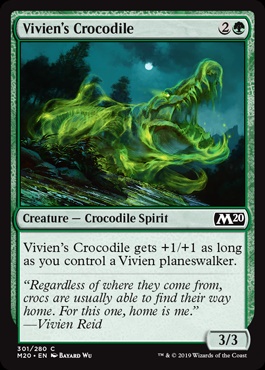 Vivien's Crocodile 2
Creature — Crocodile Spirit M20
Vivien's Crocodile gets +1/+1 as long
as you control a Vivien planeswalker.
“Regardless of where they come from,
crocs are usually able to find their way
home. For this one, home is me.”
—Vivien Reid
3/3
301/280 C
M20 • EN Bayard Wu ™ & © 2019 Wizards of the Coast